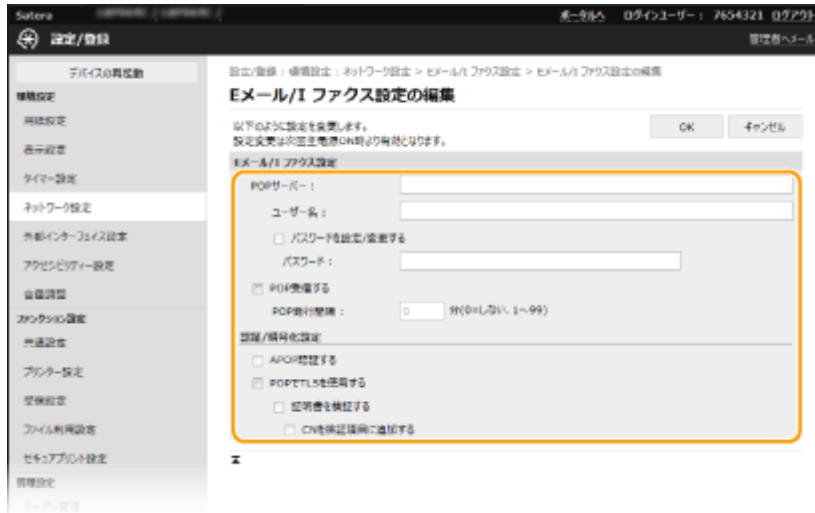 Satera
ポータルへ ログインユーザー： 7654321 ログアウト
設定/登録
管理者へメール
デバイスの再起動
設定/登録 : 環境設定 : ネットワーク設定 > Eメール/I ファクス設定 > Eメール/I ファクス設定の編集
環境設定
Eメール/I ファクス設定の編集
用紙設定
以下のように設定を変更します。
設定変更は次回主電源ON時より有効となります。
OK キャンセル
表示設定
Eメール/I ファクス設定
タイマー設定
POPサーバー：
ネットワーク設定
ユーザー名：
外部インターフェイス設定
パスワードを設定/変更する
アクセシビリティー設定
パスワード：
音量調整
POP受信する
ファンクション設定
POP発行間隔： 0 分(0=しない、1～99)
共通設定
認証/暗号化設定
プリンター設定
APOP認証する
受信設定
POPでTLSを使用する
証明書を検証する
ファイル利用設定
CNを検証項目に追加する
セキュアプリント設定
管理設定
ユーザー管理